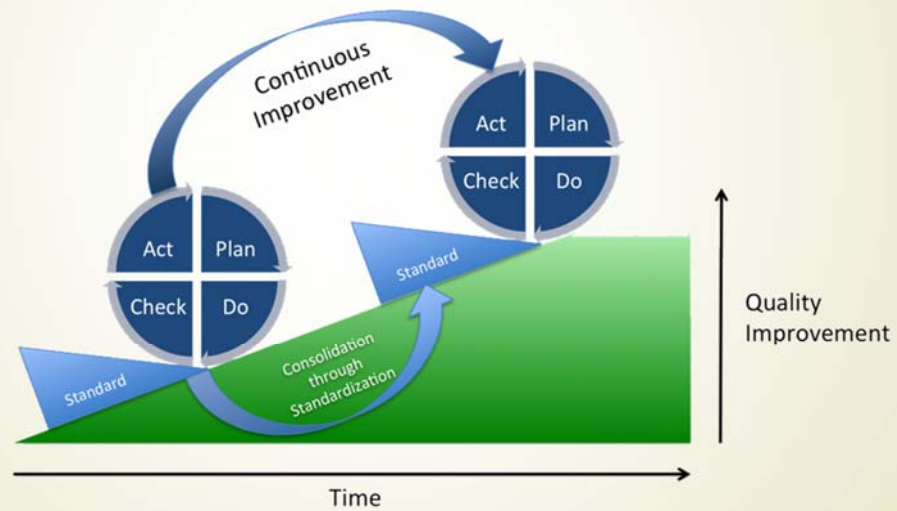 Continuous
Improvement
Act
Plan
Check
Do
Standard
Act
Plan
Check
Do
Standard
Consolidation
through
Standardization
Quality
Improvement
Time